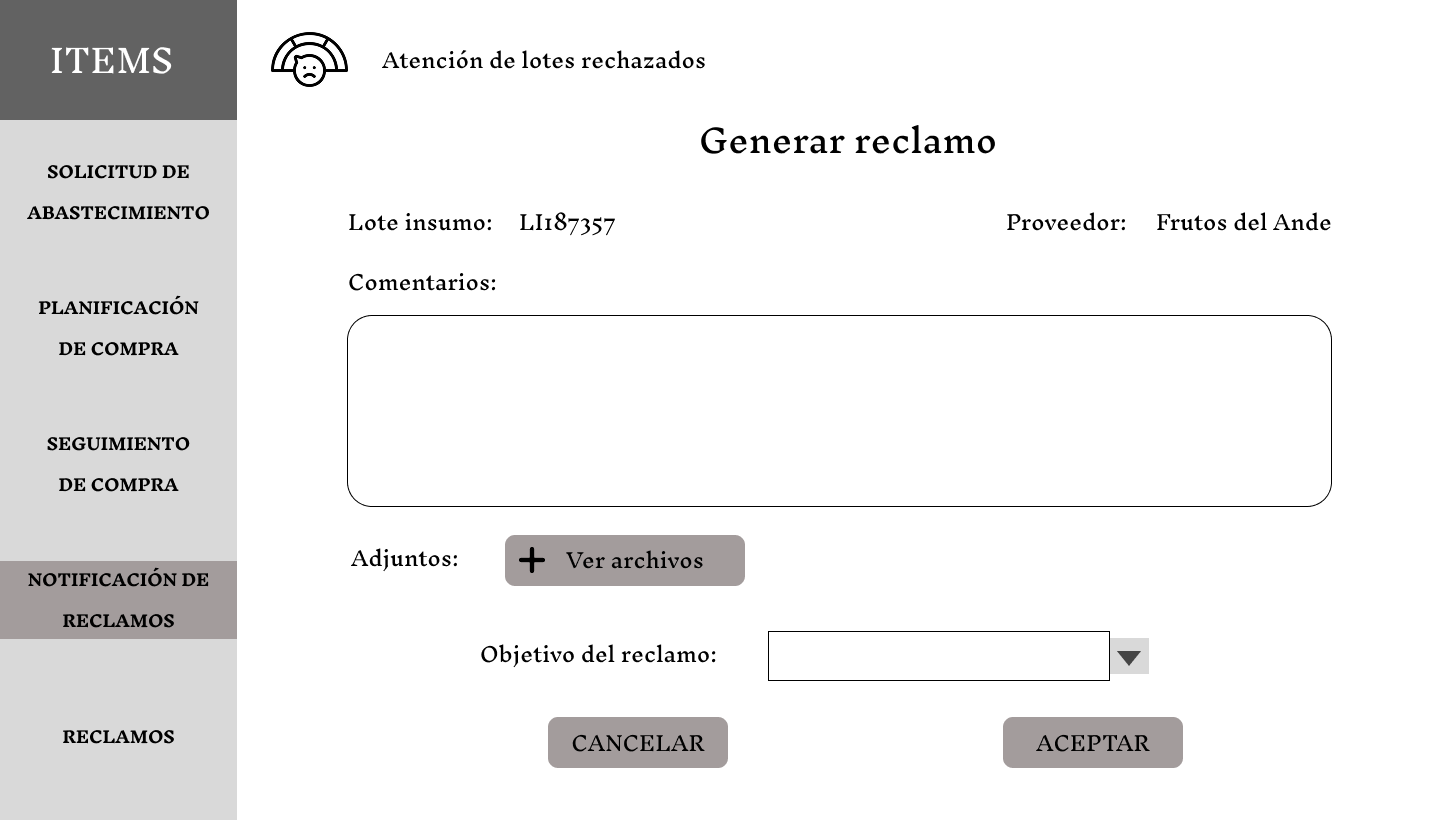 ITEMS
Atención de lotes rechazados
SOLICITUD DE
ABASTECIMIENTO
PLANIFICACIÓN
DE COMPRA
SEGUIMIENTO
DE COMPRA
NOTIFICACIÓN DE
RECLAMOS
RECLAMOS
Generar reclamo
Lote insumo: LI187357
Proveedor: Frutos del Ande
Comentarios:
Adjuntos:
Ver archivos
Objetivo del reclamo:
CANCELAR
ACEPTAR